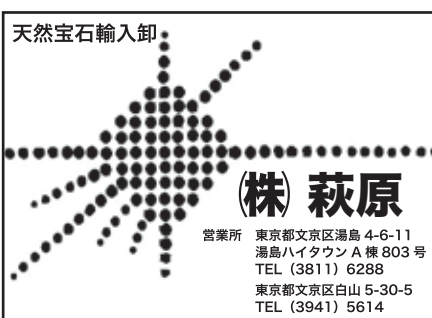 天然宝石輸入卸
㈱ 萩原
営業所 東京都文京区湯島 4-6-11
湯島ハイタウン A 棟 803 号
TEL（3811）6288
東京都文京区白山 5-30-5
TEL（3941）5614